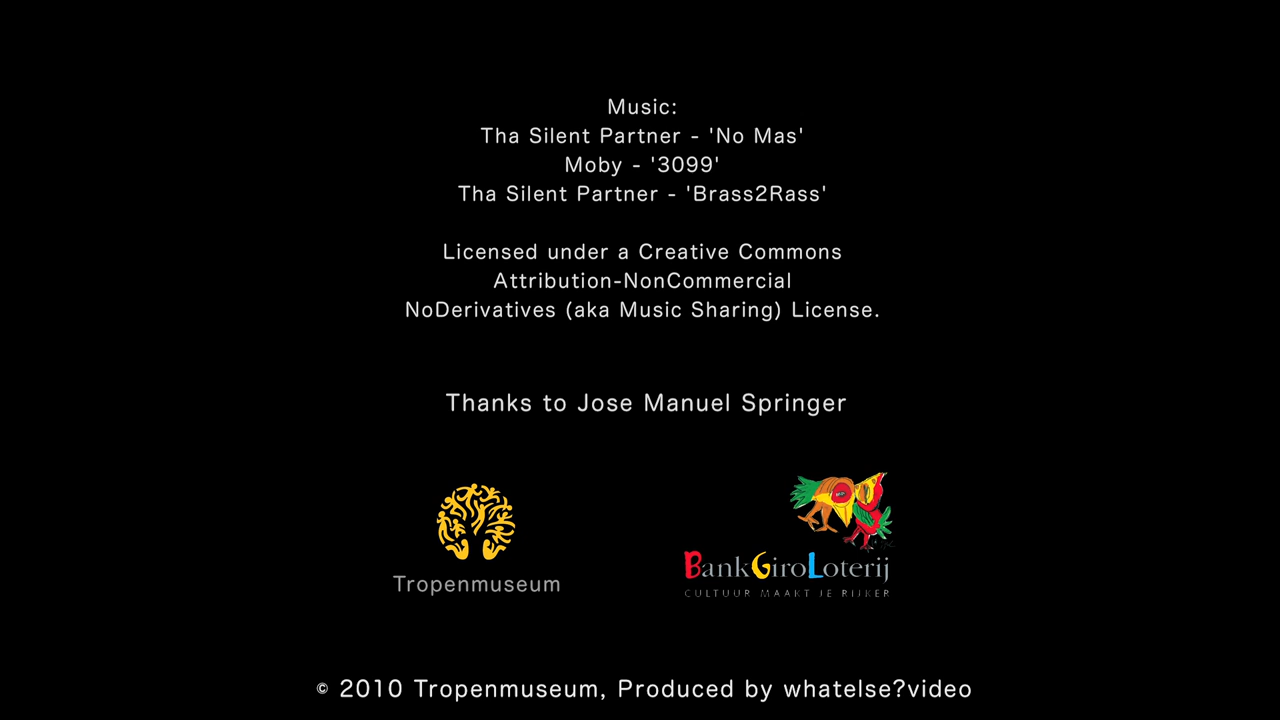 Music:
Tha Silent Partner - 'No Mas'
Moby - '3099'
Tha Silent Partner - 'Brass2Rass'
Licensed under a Creative Commons
Attribution-NonCommercial
NoDerivatives (aka Music Sharing) License.
Thanks to Jose Manuel Springer
Tropenmuseum
BankGiroLoterij
CULTUUR MAAKT JE RIJKER
© 2010 Tropenmuseum, Produced by whatelse?video